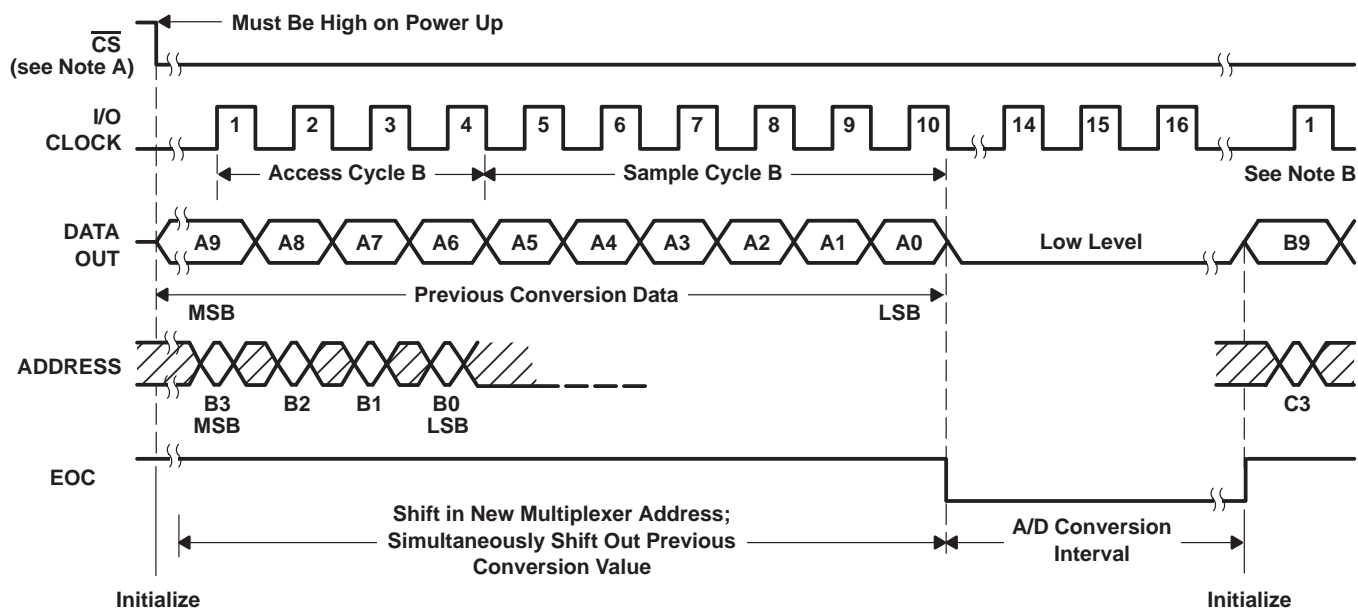 Must Be High on Power Up
CS
(see Note A)
I/O
CLOCK
1 2 3 4 5 6 7 8 9 10 14 15 16 1
Access Cycle B
Sample Cycle B
See Note B
DATA
OUT
A9 A8 A7 A6 A5 A4 A3 A2 A1 A0 Low Level B9
Previous Conversion Data
MSB LSB
ADDRESS
B3 B2 B1 B0 C3
MSB LSB
EOC
Shift in New Multiplexer Address;
Simultaneously Shift Out Previous
Conversion Value
A/D Conversion
Interval
Initialize Initialize